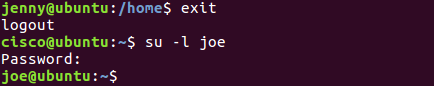 jenny@ubuntu:/home$ exit
logout
cisco@ubuntu:~$ su -l joe
Password:
joe@ubuntu:~$